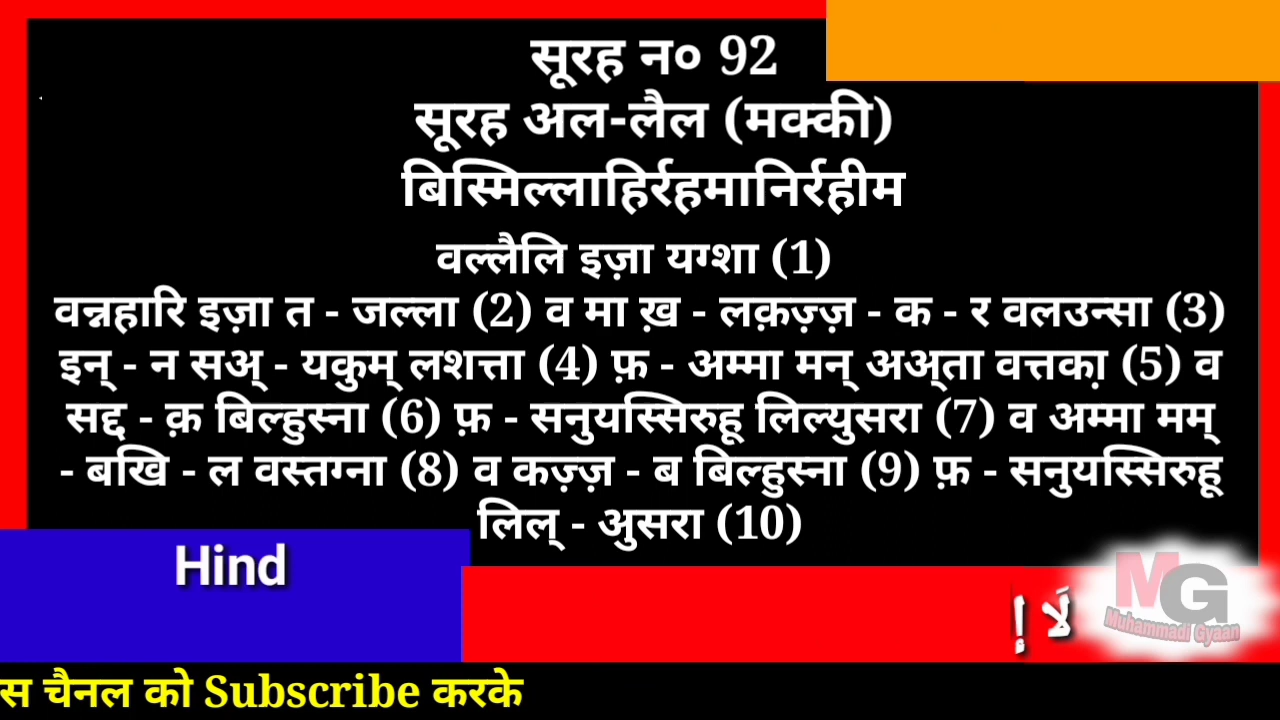 सूरह न० 92
सूरह अल-लैल (मक्की)
बिस्मिल्लाहिर्रहमानिर्रहीम
वल्लैलि इज़ा यग्शा (1)
वन्नहारि इज़ा त - जल्ला (2) व मा ख़ - लक़ज़्ज़ - क - र वलउन्सा (3)
इन् - न सअ् - यकुम् लशत्ता (4) फ़ - अम्मा मन् अअ्ता वत्तका़ (5) व
सद्द - क़ बिल्हुस्ना (6) फ़ - सनुयस्सिरुहू लिल्युसरा (7) व अम्मा मम्
- बखि - ल वस्तग्ना (8) व कज़्ज़ - ब बिल्हुस्ना (9) फ़ - सनुयस्सिरुहू
लिल् - अुसरा (10)
Hind
لَا إ
MG
Muhammadi Gyaan
स चैनल को Subscribe करके